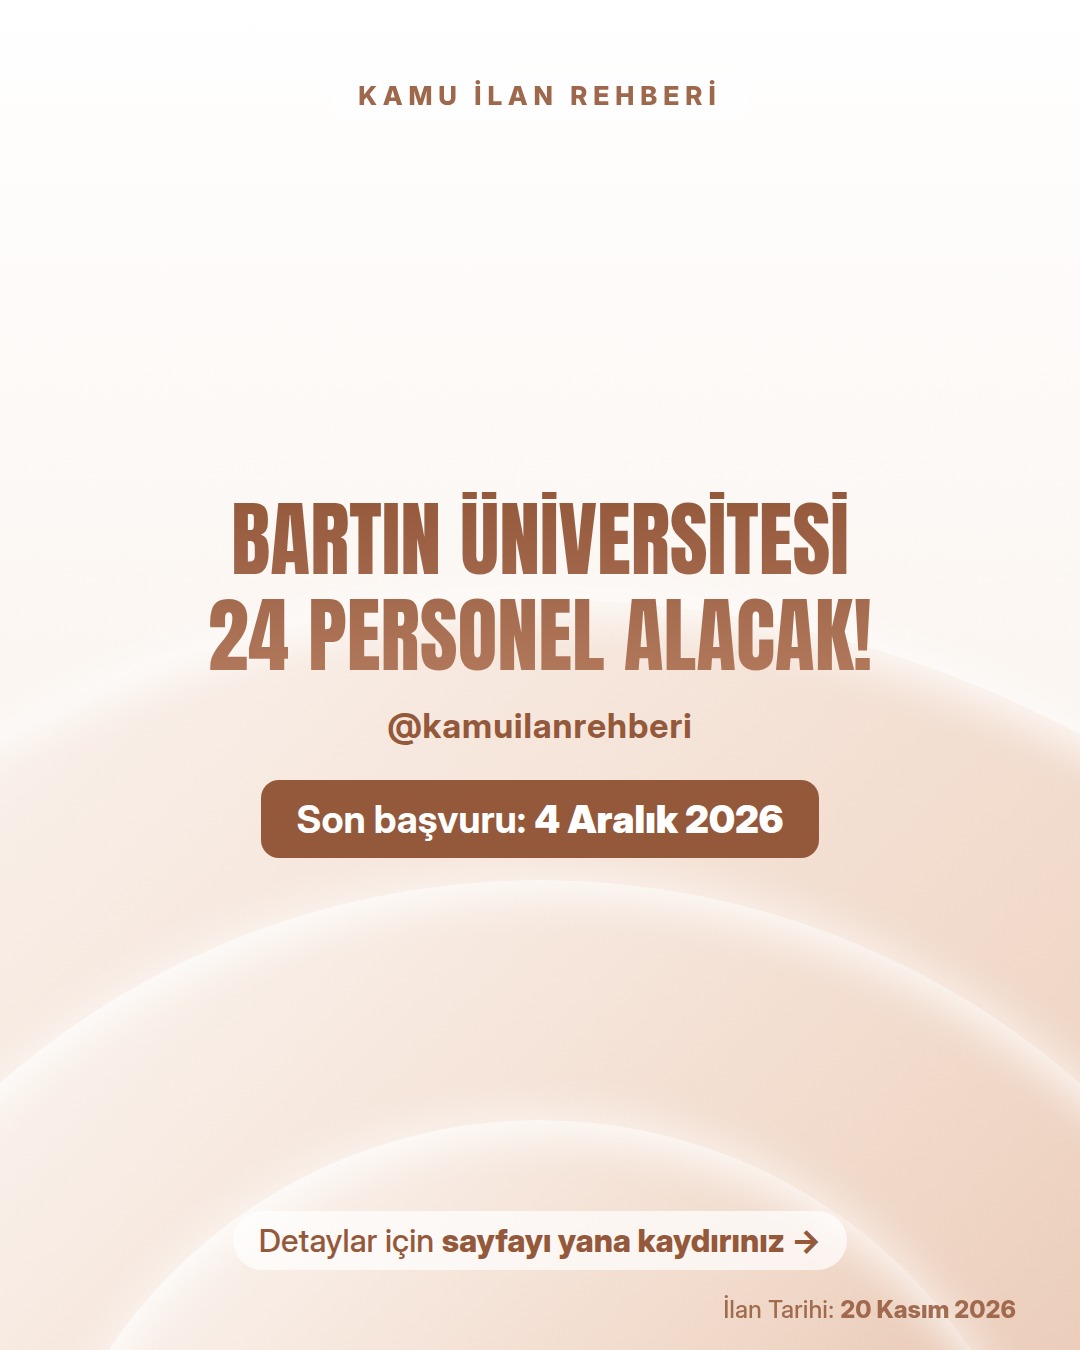 KAMU İLAN REHBERİ
BARTIN ÜNİVERSİTESİ
24 PERSONEL ALACAK!
@kamuilanrehberi
Son başvuru: 4 Aralık 2026
Detaylar için sayfayı yana kaydırınız →
İlan Tarihi: 20 Kasım 2026